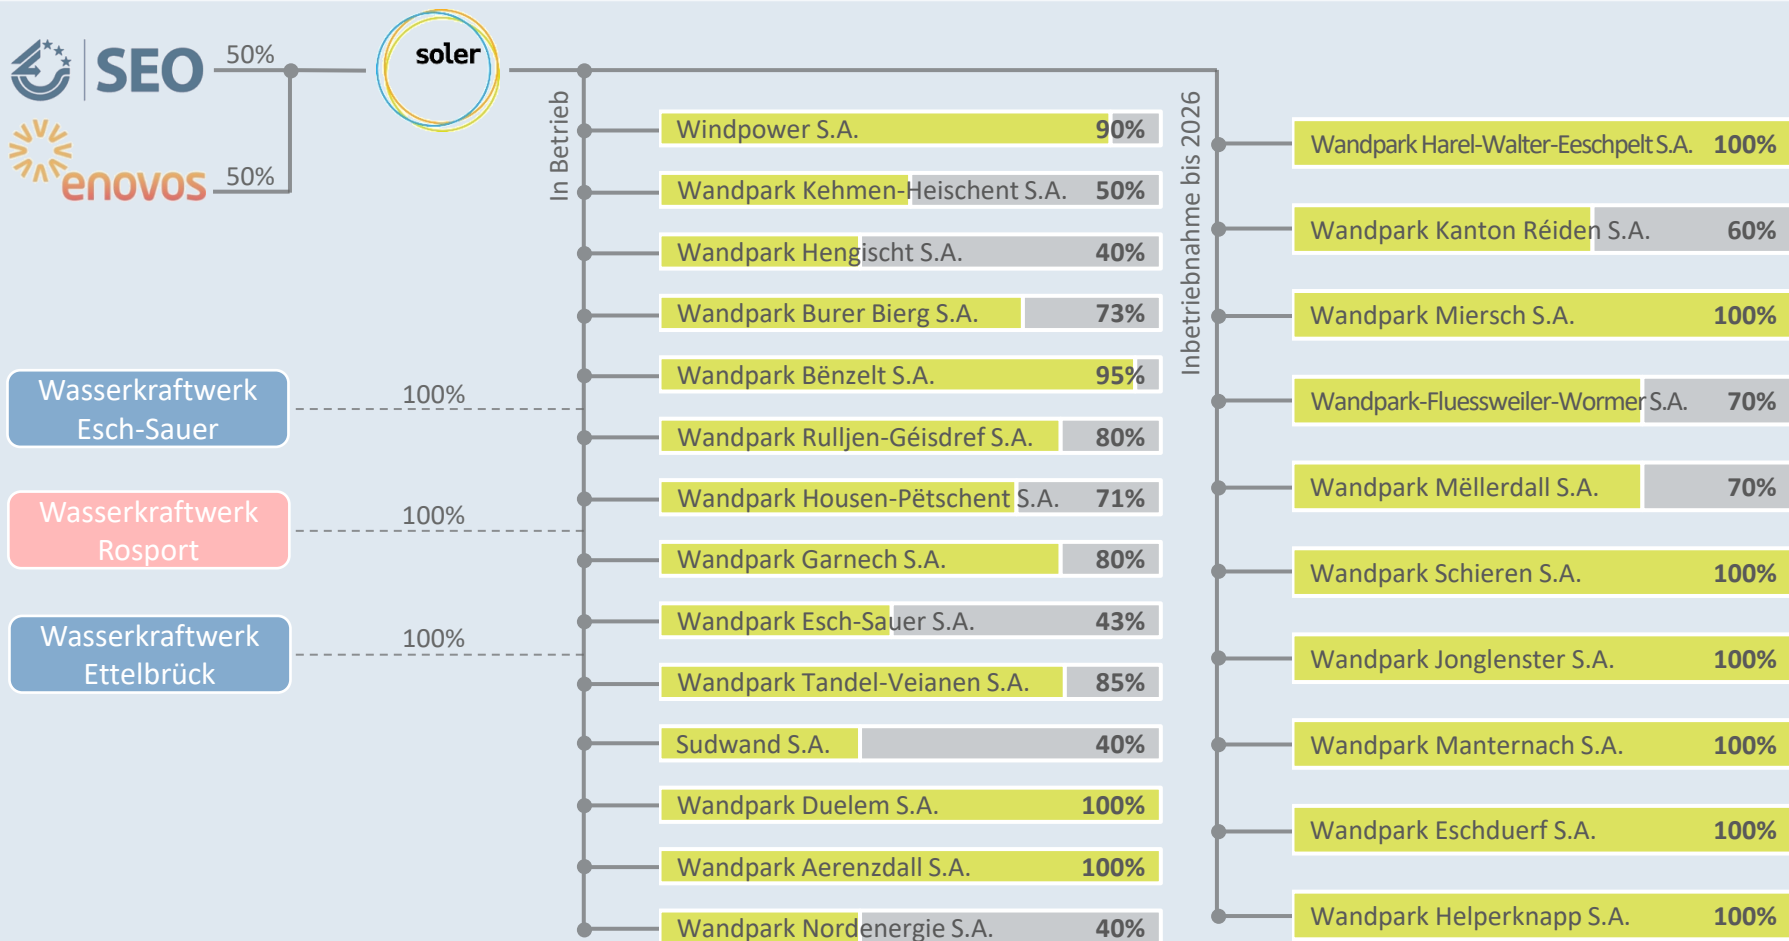 SEO
50%
enovos
50%
soler
Wasserkraftwerk
Esch-Sauer
100%
Wasserkraftwerk
Rosport
100%
Wasserkraftwerk
Ettelbrück
100%
In Betrieb
Windpower S.A. 90%
Wandpark Kehmen-Heischent S.A. 50%
Wandpark Hengischt S.A. 40%
Wandpark Burer Bierg S.A. 73%
Wandpark Bënzelt S.A. 95%
Wandpark Rulljen-Géisdref S.A. 80%
Wandpark Housen-Pëtschent S.A. 71%
Wandpark Garnech S.A. 80%
Wandpark Esch-Sauer S.A. 43%
Wandpark Tandel-Veianen S.A. 85%
Sudwand S.A. 40%
Wandpark Duelem S.A. 100%
Wandpark Aerenzdall S.A. 100%
Wandpark Nordenergie S.A. 40%
Inbetriebnahme bis 2026
Wandpark Harel-Walter-Eeschpelt S.A. 100%
Wandpark Kanton Réiden S.A. 60%
Wandpark Miersch S.A. 100%
Wandpark-Fluessweiler-Wormer S.A. 70%
Wandpark Mëllerdall S.A. 70%
Wandpark Schieren S.A. 100%
Wandpark Jonglenster S.A. 100%
Wandpark Manternach S.A. 100%
Wandpark Eschduerf S.A. 100%
Wandpark Helperknapp S.A. 100%